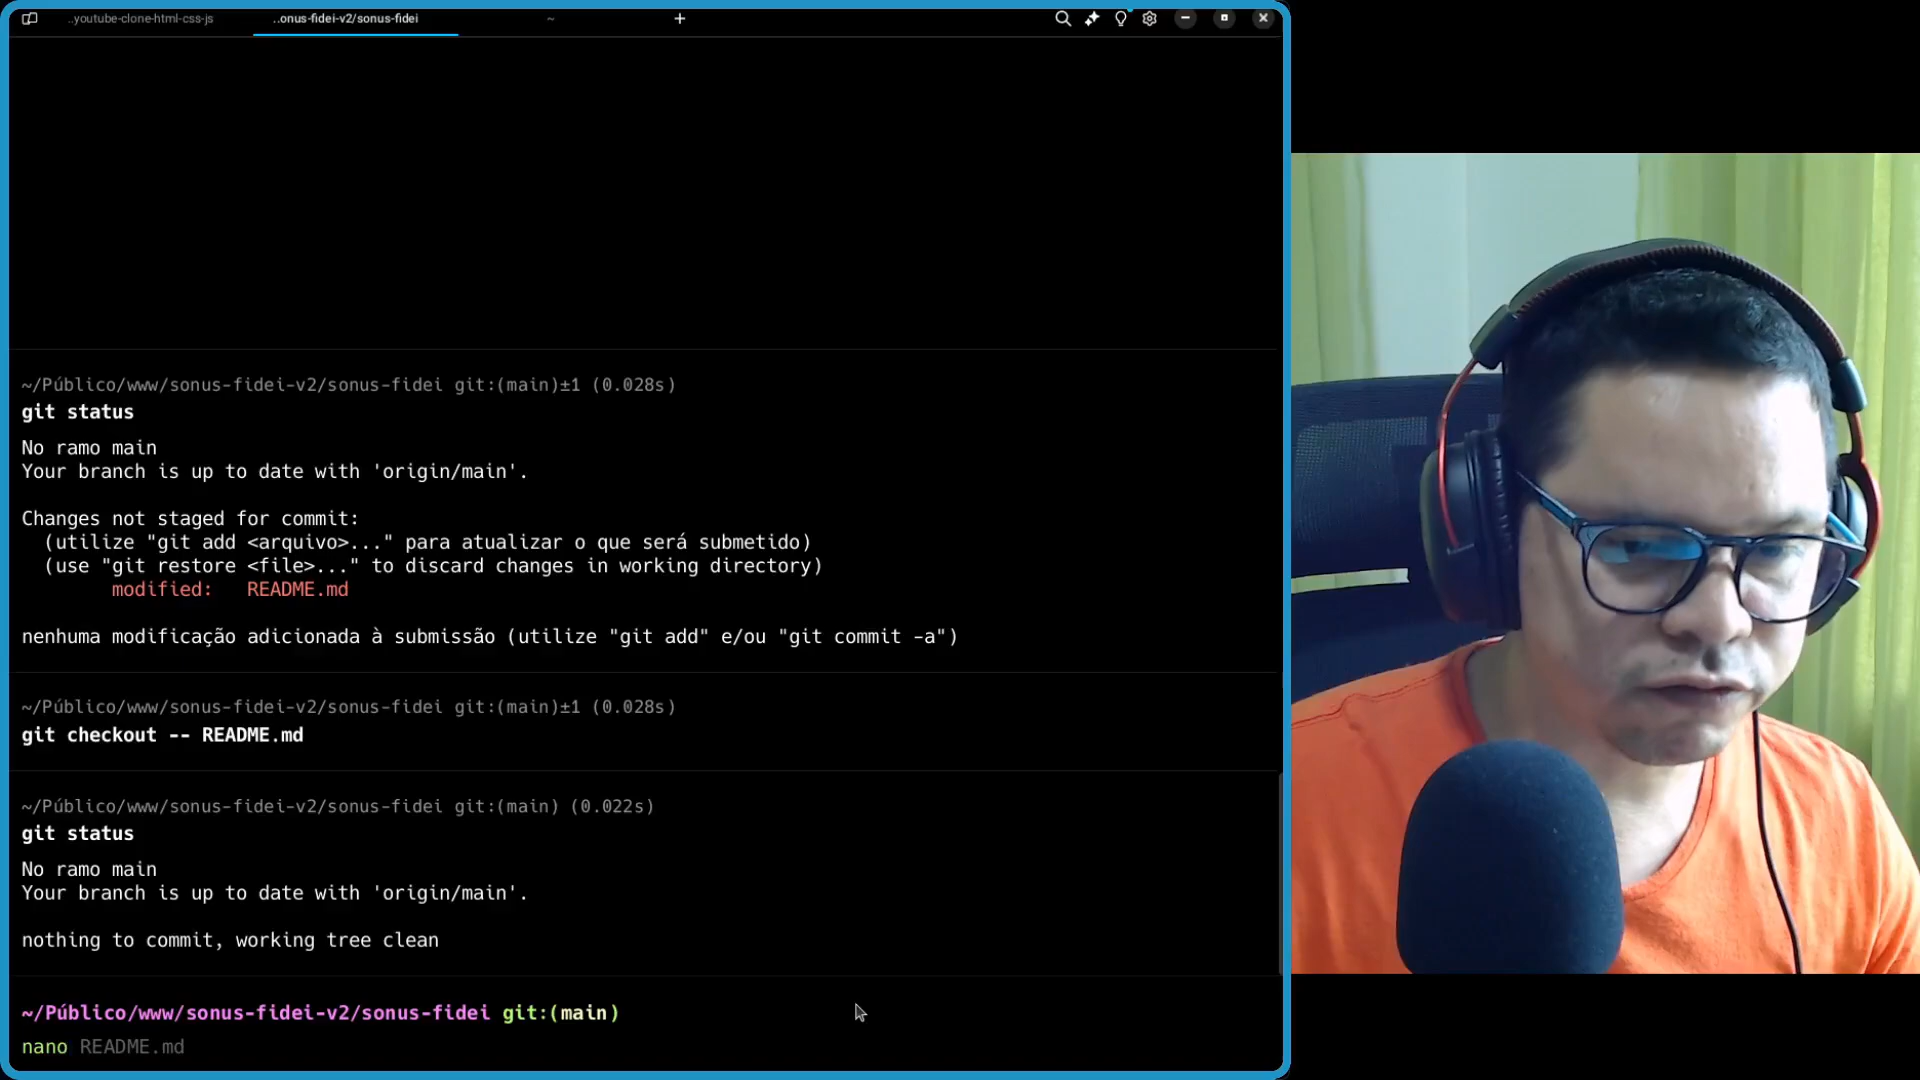 ..youtube-clone-html-css-js
..onus-fidei-v2/sonus-fidei
~
+
~/Público/www/sonus-fidei-v2/sonus-fidei git:(main)±1 (0.028s)
git status
No ramo main
Your branch is up to date with 'origin/main'.
Changes not staged for commit:
(utilize "git add <arquivo>..." para atualizar o que será submetido)
(use "git restore <file>..." to discard changes in working directory)
modified: README.md
nenhuma modificação adicionada à submissão (utilize "git add" e/ou "git commit -a")
~/Público/www/sonus-fidei-v2/sonus-fidei git:(main)±1 (0.028s)
git checkout -- README.md
~/Público/www/sonus-fidei-v2/sonus-fidei git:(main) (0.022s)
git status
No ramo main
Your branch is up to date with 'origin/main'.
nothing to commit, working tree clean
~/Público/www/sonus-fidei-v2/sonus-fidei git:(main)
nano README.md